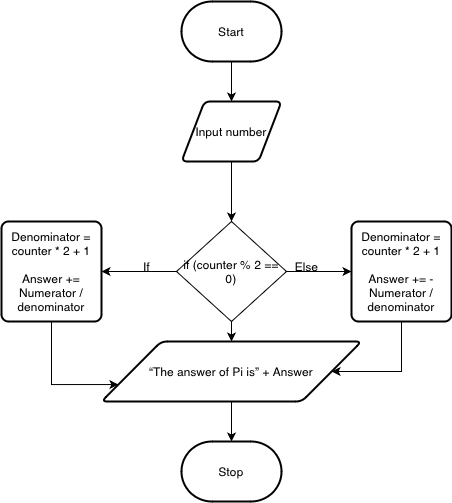 Start
Input number
Denominator =
counter * 2 + 1
Answer +=
Numerator /
denominator
If
if (counter % 2 ==
0)
Else
Denominator =
counter * 2 + 1
Answer += -
Numerator /
denominator
“The answer of Pi is” + Answer
Stop